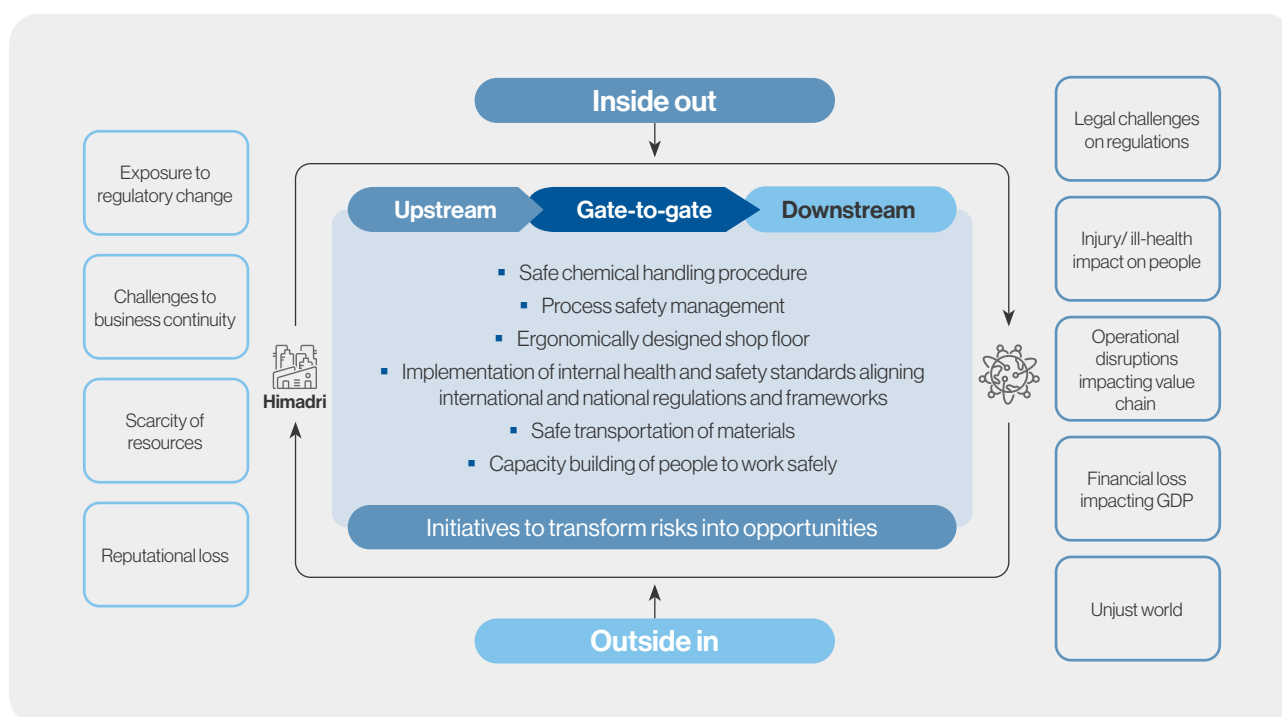 Inside out
Exposure to
regulatory change
Challenges to
business continuity
Scarcity of
resources
Reputational loss
Himadri
Upstream
Gate-to-gate
Downstream
▪ Safe chemical handling procedure
▪ Process safety management
▪ Ergonomically designed shop floor
▪ Implementation of internal health and safety standards aligning
international and national regulations and frameworks
▪ Safe transportation of materials
▪ Capacity building of people to work safely
Initiatives to transform risks into opportunities
Legal challenges
on regulations
Injury/ ill-health
impact on people
Operational
disruptions
impacting value
chain
Financial loss
impacting GDP
Unjust world
Outside in